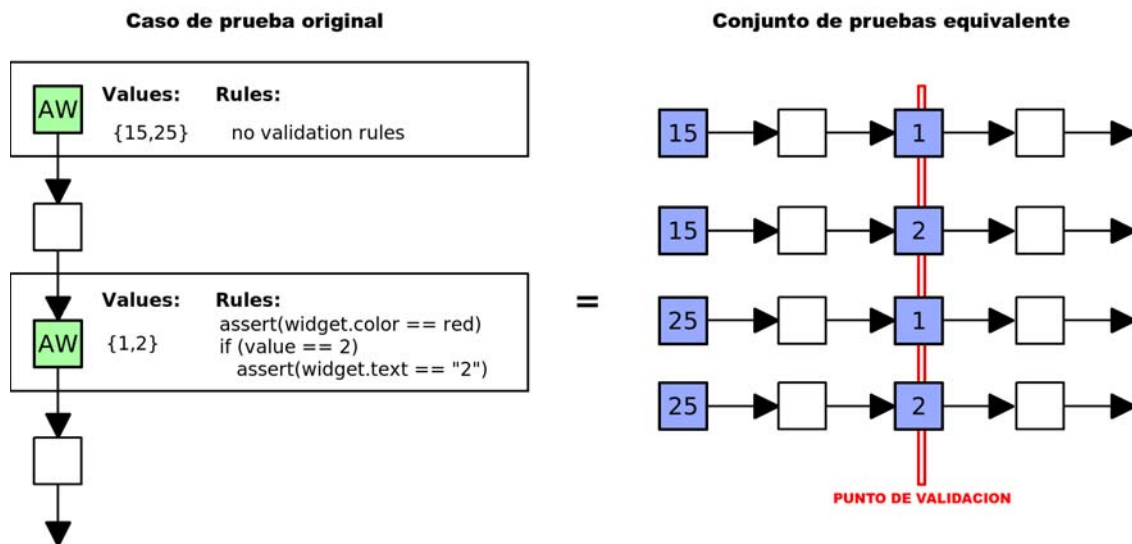 Caso de prueba original
AW
Values: Rules:
{15,25} no validation rules
AW
Values: Rules:
{1,2}
assert(widget.color == red)
if (value == 2)
assert(widget.text == "2")
=
Conjunto de pruebas equivalente
15 1
15 2
25 1
25 2
PUNTO DE VALIDACION